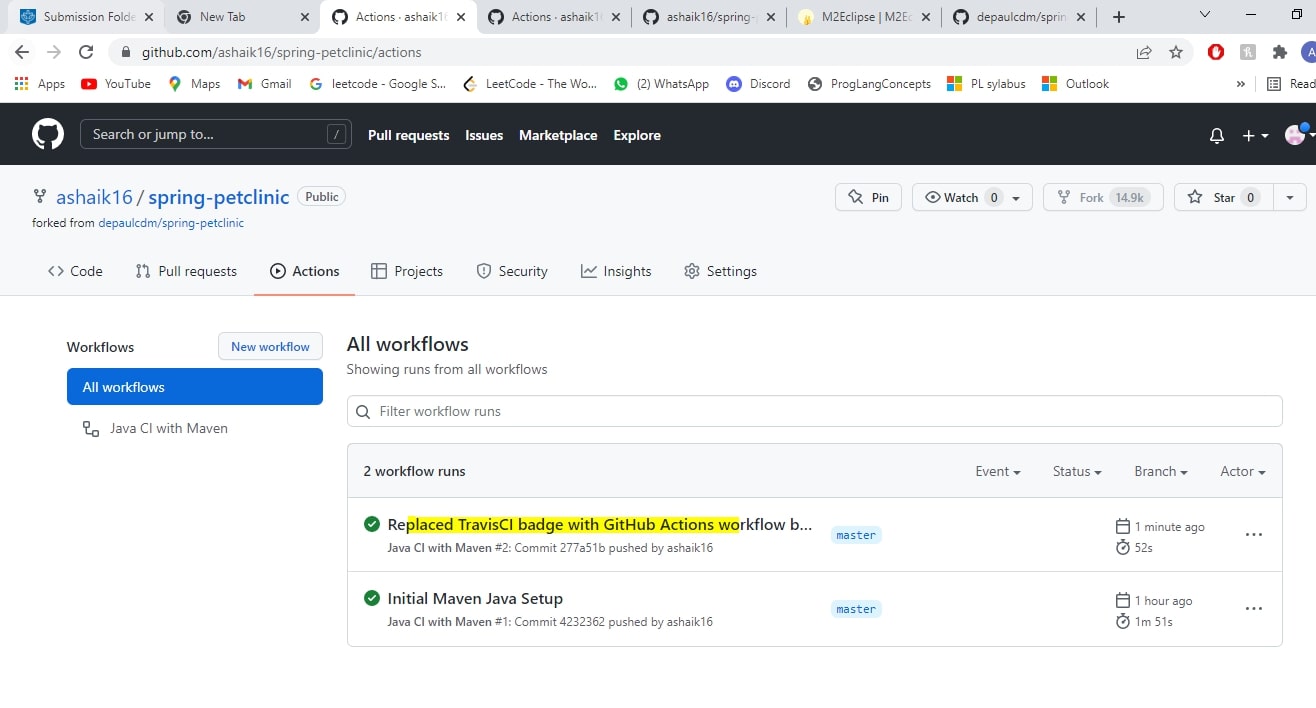 Submission Folde
New Tab
Actions · ashaik1
Actions · ashaik1
ashaik16/spring-
M2Eclipse | M2Ec
depaulcdm/sprin
github.com/ashaik16/spring-petclinic/actions
Apps
YouTube
Maps
Gmail
leetcode - Google S...
LeetCode - The Wo...
(2) WhatsApp
Discord
ProgLangConcepts
PL sylabus
Outlook
»
Read
Search or jump to...
/
Pull requests
Issues
Marketplace
Explore
ashaik16 / spring-petclinic Public
Pin
Watch 0
Fork 14.9k
Star 0
forked from depaulcdm/spring-petclinic
Code
Pull requests
Actions
Projects
Security
Insights
Settings
Workflows
New workflow
All workflows
Java CI with Maven
All workflows
Showing runs from all workflows
Filter workflow runs
2 workflow runs
Event
Status
Branch
Actor
Replaced TravisCI badge with GitHub Actions workflow b...
Java CI with Maven #2: Commit 277a51b pushed by ashaik16
master
1 minute ago
52s
Initial Maven Java Setup
Java CI with Maven #1: Commit 4232362 pushed by ashaik16
master
1 hour ago
1m 51s